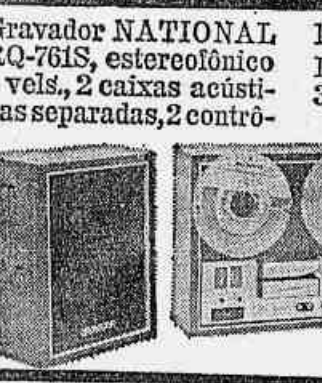 Gravador NATIONAL
RQ-761S, estereofônico
vels., 2 caixas acústi-
as separadas, 2 contrô-